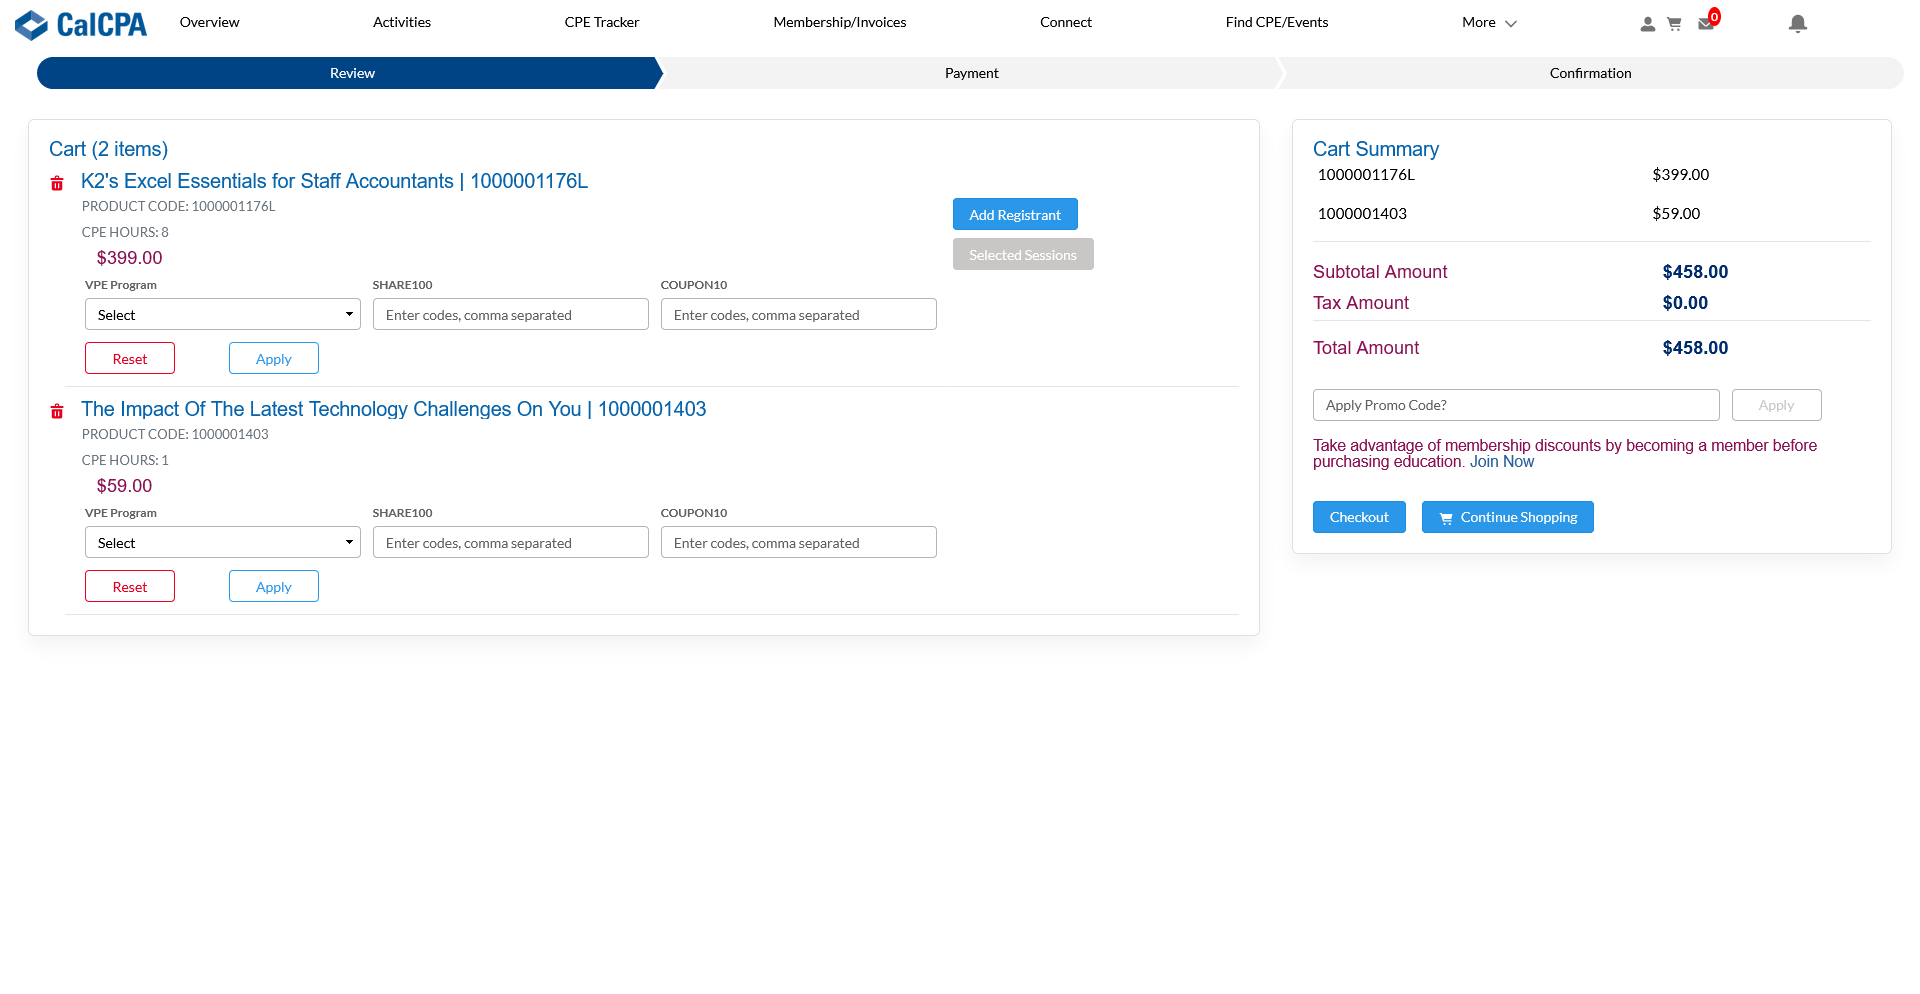 CalCPA
Overview
Activities
CPE Tracker
Membership/Invoices
Connect
Find CPE/Events
More
0
Review
Payment
Confirmation
Cart (2 items)
K2's Excel Essentials for Staff Accountants | 1000001176L
PRODUCT CODE: 1000001176L
CPE HOURS: 8
$399.00
Add Registrant
Selected Sessions
VPE Program
SHARE100
COUPON10
Select
Enter codes, comma separated
Enter codes, comma separated
Reset
Apply
The Impact Of The Latest Technology Challenges On You | 1000001403
PRODUCT CODE: 1000001403
CPE HOURS: 1
$59.00
VPE Program
SHARE100
COUPON10
Select
Enter codes, comma separated
Enter codes, comma separated
Reset
Apply
Cart Summary
1000001176L $399.00
1000001403 $59.00
Subtotal Amount $458.00
Tax Amount $0.00
Total Amount $458.00
Apply Promo Code?
Apply
Take advantage of membership discounts by becoming a member before
purchasing education. Join Now
Checkout
Continue Shopping